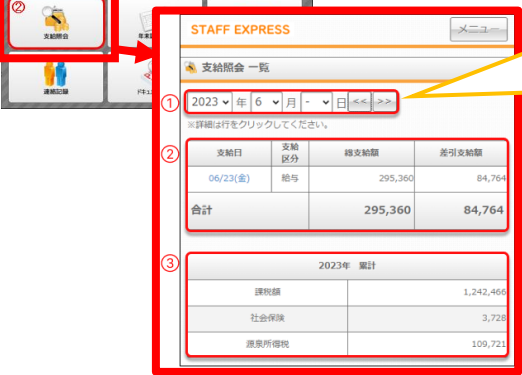 ②
支給照会
連絡記録
STAFF EXPRESS
メニュー
支給照会 一覧
① 2023 年 6 月 - 日 << >>
※詳細は行をクリックしてください。
② 支給日 支給区分 総支給額 差引支給額
06/23(金) 給与 295,360 84,764
合計 295,360 84,764
③ 2023年 累計
課税額 1,242,466
社会保険 3,728
源泉所得税 109,721